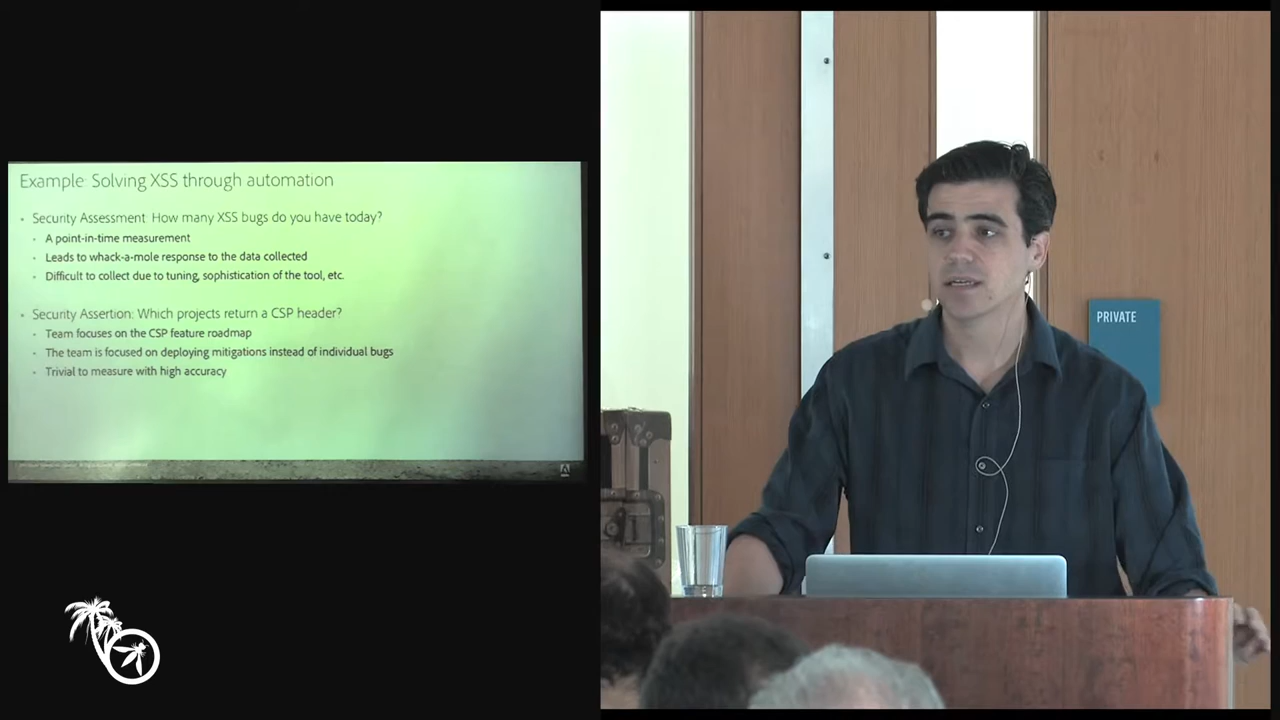 Example: Solving XSS through automation
Security Assessment: How many XSS bugs do you have today?
A point-in-time measurement
Leads to whack-a-mole response to the data collected
Difficult to collect due to tuning, sophistication of the tool, etc.
Security Assertion: Which projects return a CSP header?
Team focuses on the CSP feature roadmap
The team is focused on deploying mitigations instead of individual bugs
Trivial to measure with high accuracy
PRIVATE